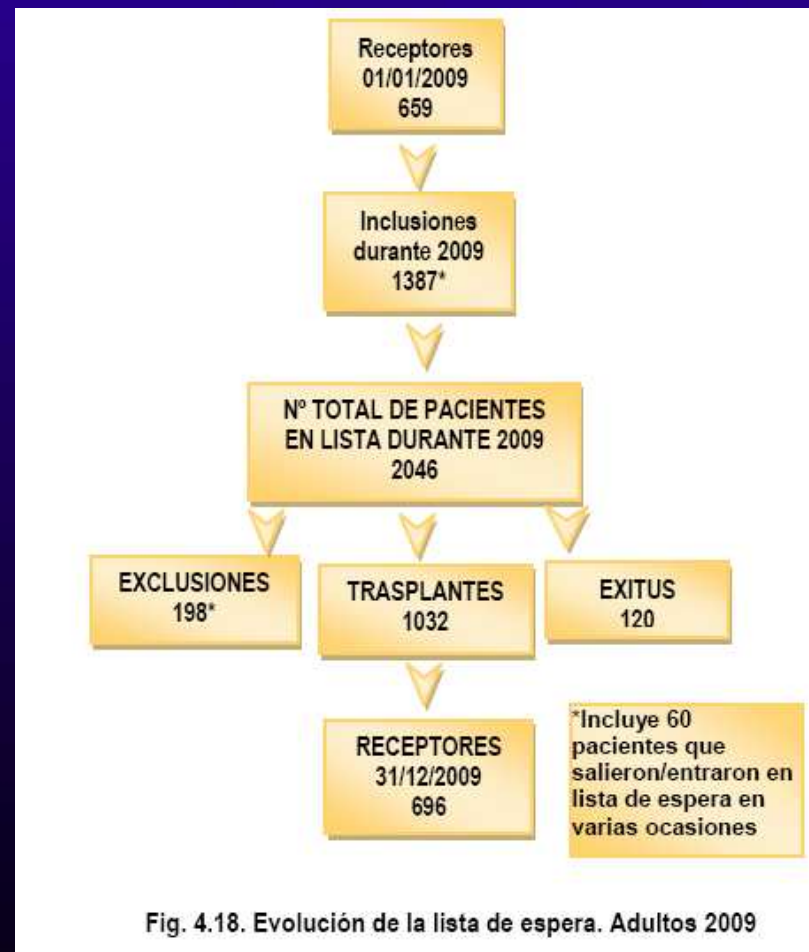 Receptores
01/01/2009
659
Inclusiones
durante 2009
1387*
Nº TOTAL DE PACIENTES
EN LISTA DURANTE 2009
2046
EXCLUSIONES
198*
TRASPLANTES
1032
EXITUS
120
RECEPTORES
31/12/2009
696
*Incluye 60
pacientes que
salieron/entraron en
lista de espera en
varias ocasiones
Fig. 4.18. Evolución de la lista de espera. Adultos 2009